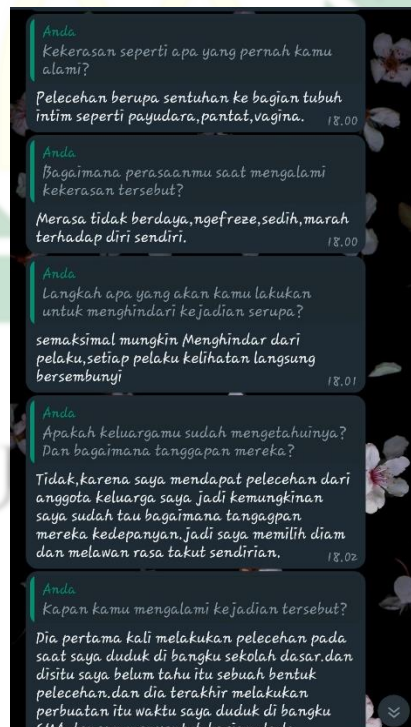 Anda
Kekerasan seperti apa yang pernah kamu
alami?
Pelecehan berupa sentuhan ke bagian tubuh
intim seperti payudara,pantat,vagina. 18.00
Anda
Bagaimana perasaanmu saat mengalami
kekerasan tersebut?
Merasa tidak berdaya,ngefreze,sedih,marah
terhadap diri sendiri. 18.00
Anda
Langkah apa yang akan kamu lakukan
untuk menghindari kejadian serupa?
semaksimal mungkin Menghindar dari
pelaku,setiap pelaku kelihatan langsung
bersembunyi 18.01
Anda
Apakah keluargamu sudah mengetahuinya?
Dan bagaimana tanggapan mereka?
Tidak,karena saya mendapat pelecehan dari
anggota keluarga saya jadi kemungkinan
saya sudah tau bagaimana tangagpan
mereka kedepanyan.jadi saya memilih diam
dan melawan rasa takut sendirian. 18.02
Anda
Kapan kamu mengalami kejadian tersebut?
Dia pertama kali melakukan pelecehan pada
saat saya duduk di bangku sekolah dasar.dan
disitu saya belum tahu itu sebuah bentuk
pelecehan.dan dia terakhir melakukan
perbuatan itu waktu saya duduk di bangku